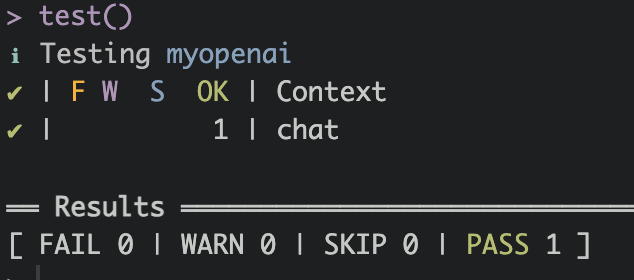 > test()
ℹ Testing myopenai
✔ | F W  S  OK | Context
✔ |          1 | chat
══ Results ═════════════════════════════
[ FAIL 0 | WARN 0 | SKIP 0 | PASS 1 ]
>